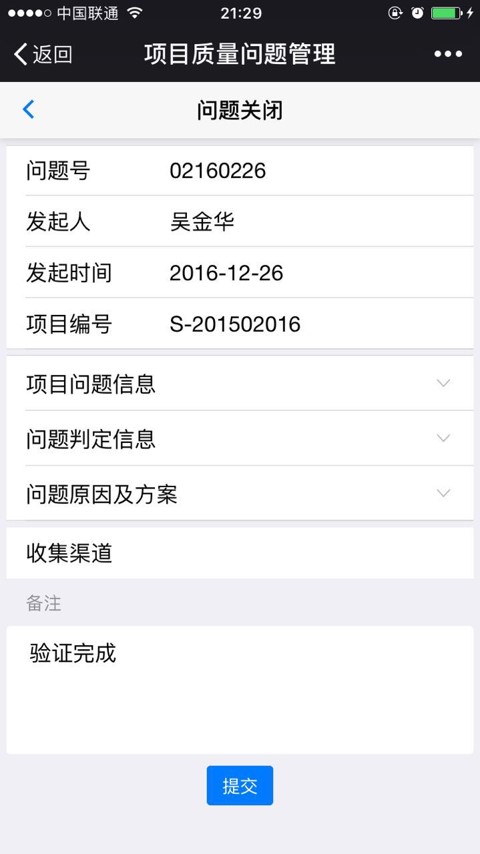 中国联通 21:29
返回 项目质量问题管理
问题关闭
问题号 02160226
发起人 吴金华
发起时间 2016-12-26
项目编号 S-201502016
项目问题信息
问题判定信息
问题原因及方案
收集渠道
备注
验证完成
提交